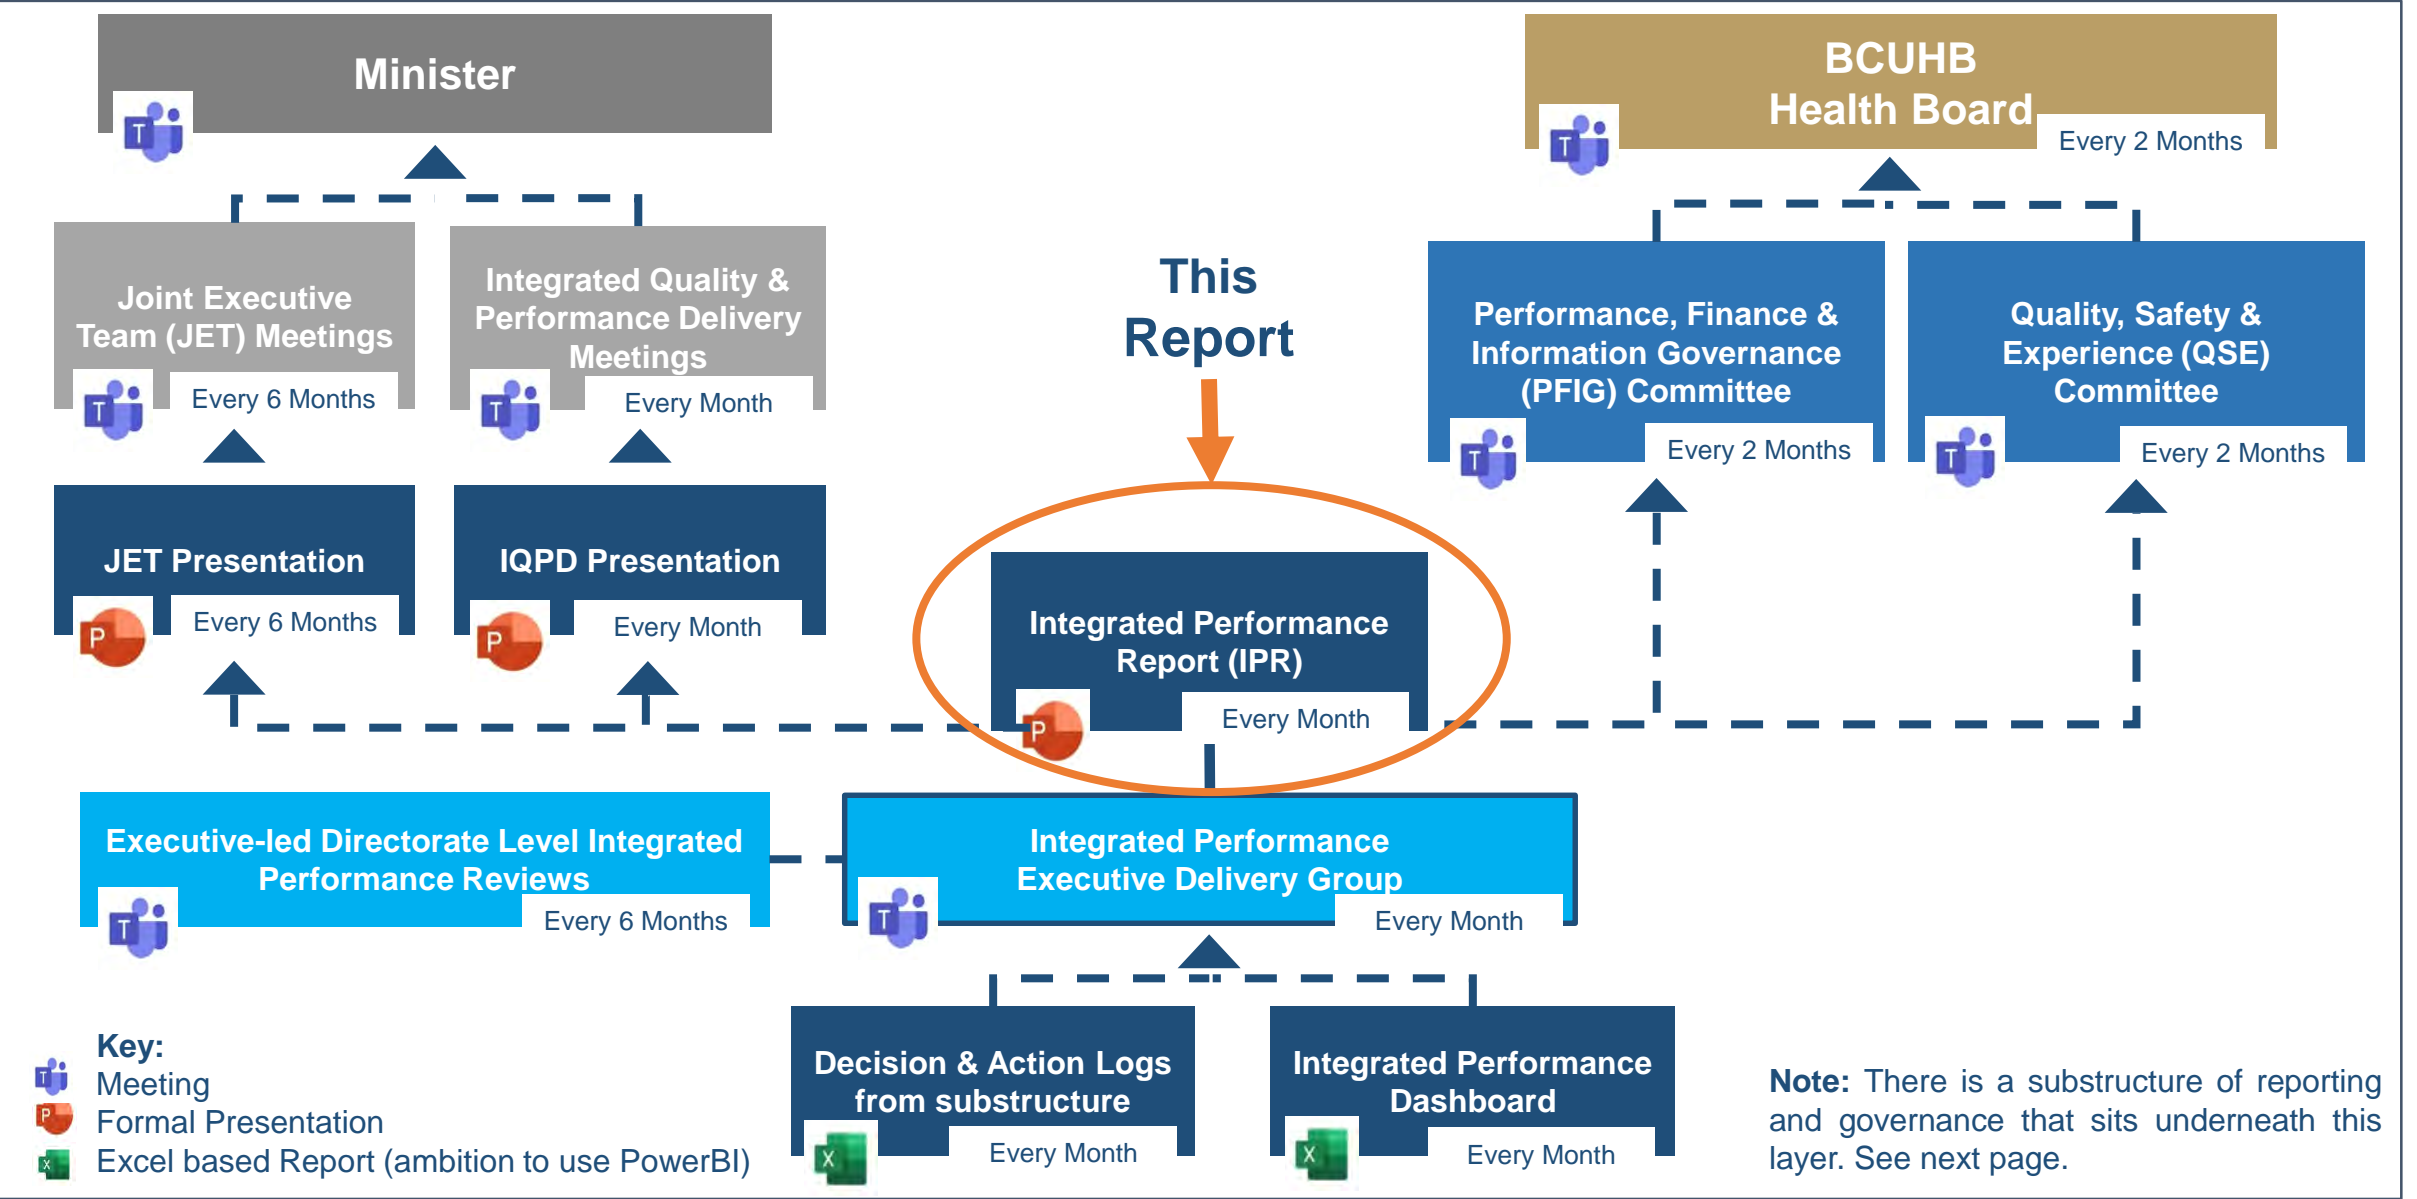 Minister
BCUHB
Health Board
Every 2 Months
Joint Executive
Team (JET) Meetings
Every 6 Months
Integrated Quality &
Performance Delivery
Meetings
Every Month
This
Report
Performance, Finance &
Information Governance
(PFIG) Committee
Every 2 Months
Quality, Safety &
Experience (QSE)
Committee
Every 2 Months
JET Presentation
Every 6 Months
IQPD Presentation
Every Month
Integrated Performance
Report (IPR)
Every Month
Executive-led Directorate Level Integrated
Performance Reviews
Every 6 Months
Integrated Performance
Executive Delivery Group
Every Month
Decision & Action Logs
from substructure
Every Month
Integrated Performance
Dashboard
Every Month
Key:
Meeting
Formal Presentation
Excel based Report (ambition to use PowerBI)
Note: There is a substructure of reporting
and governance that sits underneath this
layer. See next page.